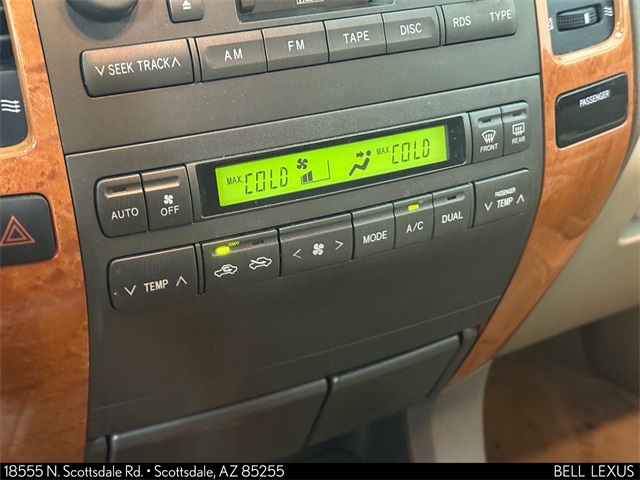 RDS TYPE
AM FM TAPE DISC
∨ SEEK TRACK ∧
PASSENGER
MAX. COLD MAX. COLD
FRONT REAR
AUTO OFF
PASSENGER
∨ TEMP ∧
MODE A/C DUAL
∨ TEMP ∧
18555 N. Scottsdale Rd. • Scottsdale, AZ 85255
BELL LEXUS